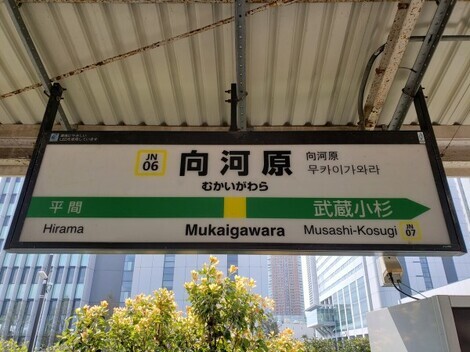 JN
06
向河原
むかいがわら
向河原
무카이가와라
平間
Hirama
Mukaigawara
武蔵小杉
Musashi-Kosugi
JN
07